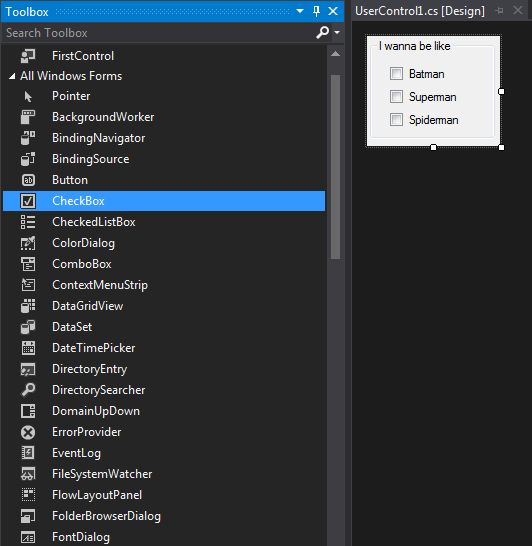 Toolbox
Search Toolbox
FirstControl
All Windows Forms
Pointer
BackgroundWorker
BindingNavigator
BindingSource
Button
CheckBox
CheckedListBox
ColorDialog
ComboBox
ContextMenuStrip
DataGridView
DataSet
DateTimePicker
DirectoryEntry
DirectorySearcher
DomainUpDown
ErrorProvider
EventLog
FileSystemWatcher
FlowLayoutPanel
FolderBrowserDialog
FontDialog
UserControl1.cs [Design]
I wanna be like
Batman
Superman
Spiderman